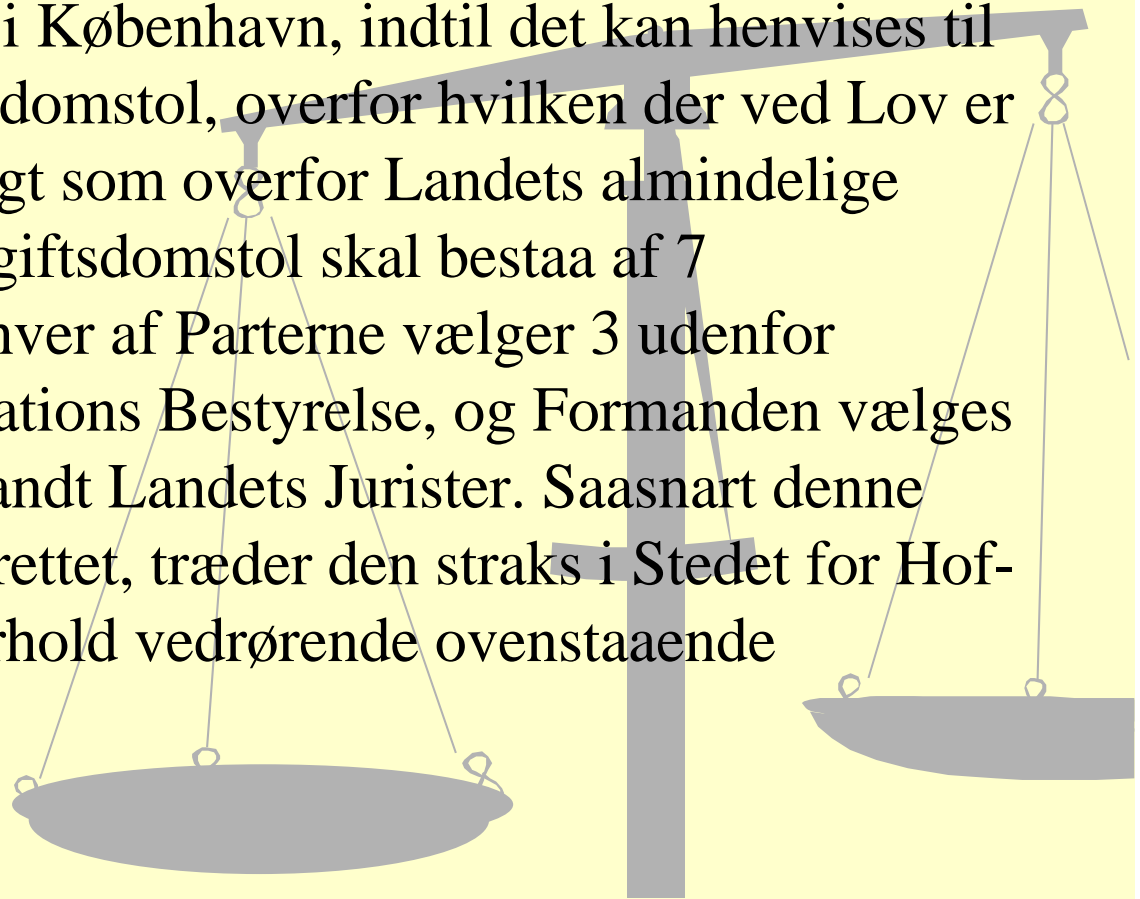 i København, indtil det kan henvises til
domstol, overfor hvilken der ved Lov er
gt som overfor Landets almindelige
giftsdomstol skal bestaa af 7
hver af Parterne vælger 3 udenfor
ations Bestyrelse, og Formanden vælges
andt Landets Jurister. Saasnart denne
rettet, træder den straks i Stedet for Hof-
rhold vedrørende ovenstaaende